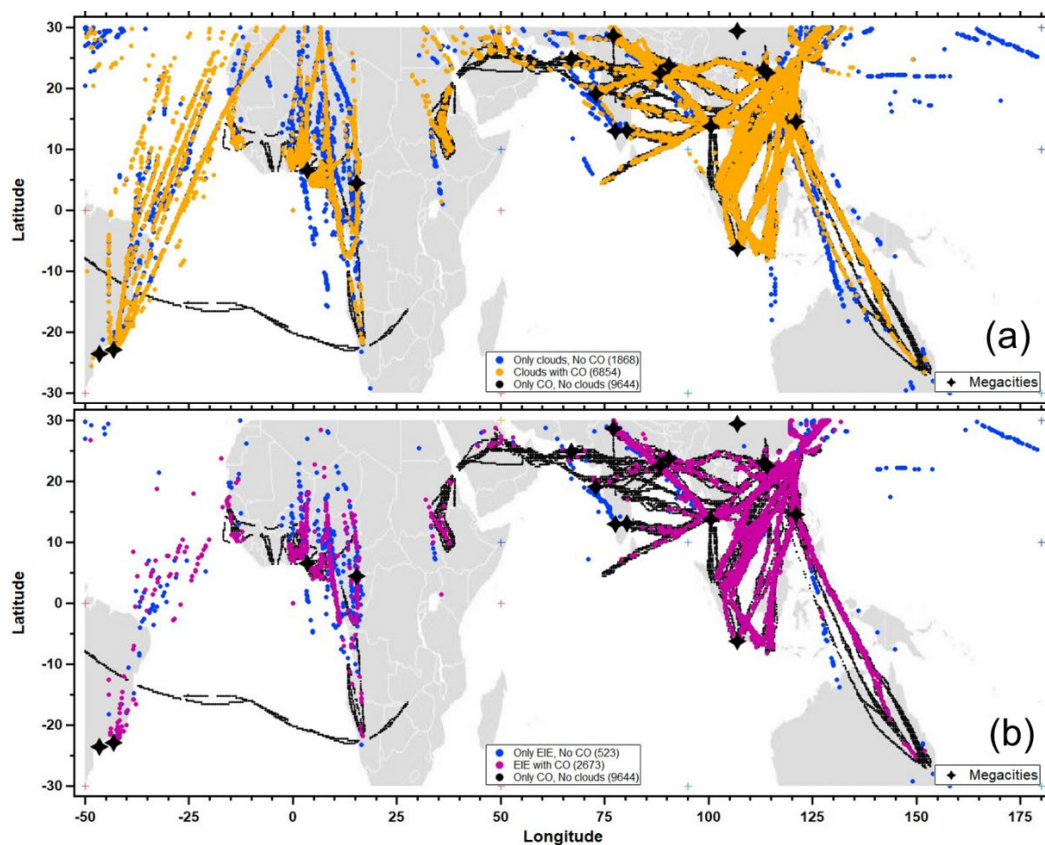 30
20
10
0
-10
-20
-30
Latitude
(a)
Only clouds, No CO (1868)
Clouds with CO (6854)
Only CO, No clouds (9644)
Megacities
30
20
10
0
-10
-20
-30
Latitude
(b)
Only EIE, No CO (523)
EIE with CO (2673)
Only CO, No clouds (9644)
Megacities
-50 -25 0 25 50 75 100 125 150 175
Longitude